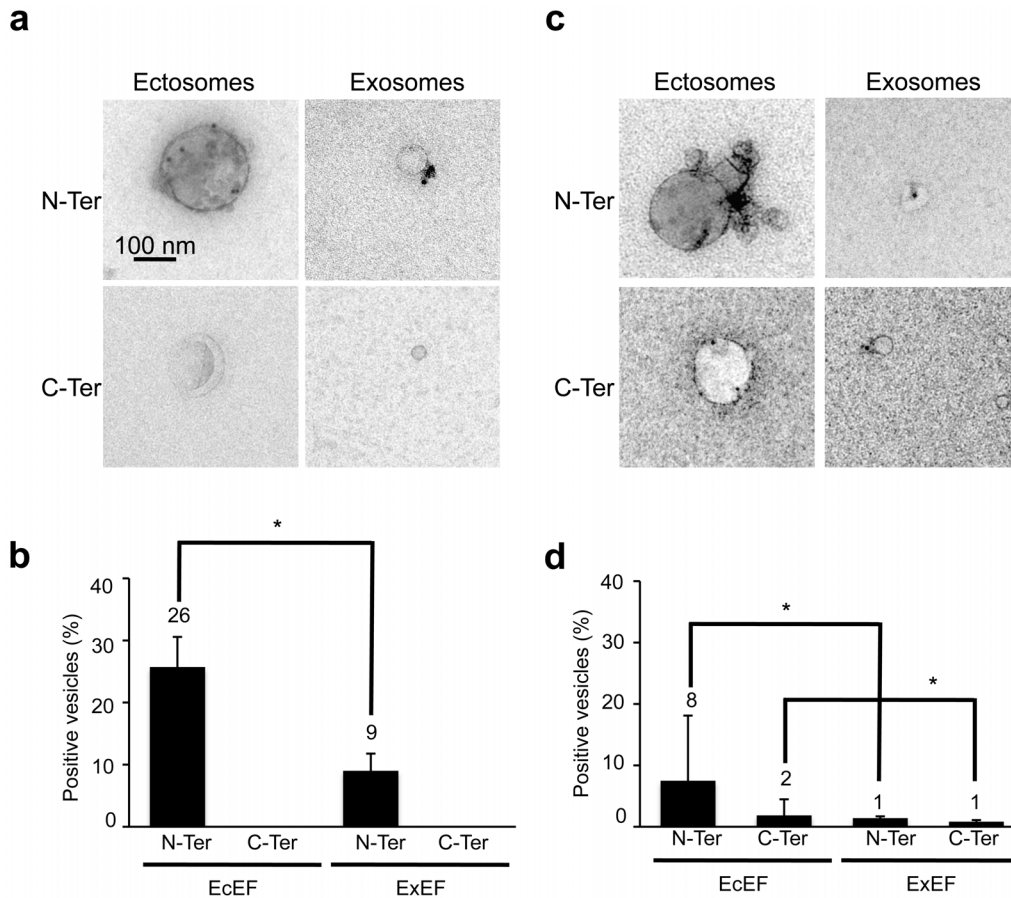 a
Ectosomes Exosomes
N-Ter
100 nm
C-Ter
b
Positive vesicles (%)
40
30
20
10
0
*
26
9
N-Ter C-Ter N-Ter C-Ter
EcEF ExEF
c
Ectosomes Exosomes
N-Ter
C-Ter
d
Positive vesicles (%)
40
30
20
10
0
*
*
8
2
1
1
N-Ter C-Ter N-Ter C-Ter
EcEF ExEF